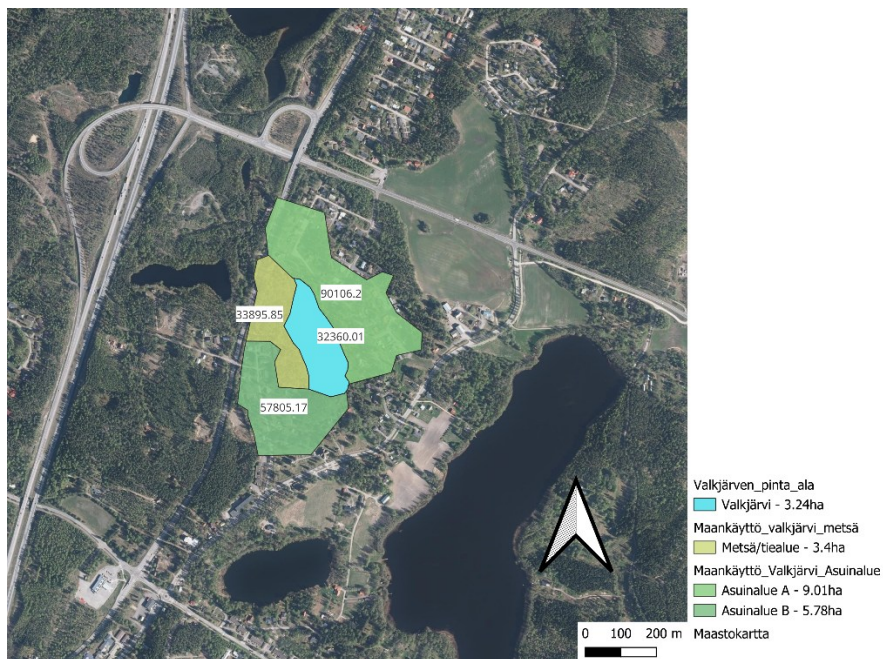 90106.2
33895.85
32360.01
57805.17
Valkjärven_pinta_ala
Valkjärvi - 3.24ha
Maankäyttö_valkjärvi_metsä
Metsä/tiealue - 3.4ha
Maankäyttö_Valkjärvi_Asuinalue
Asuinalue A - 9.01ha
Asuinalue B - 5.78ha
Maastokartta
0 100 200 m